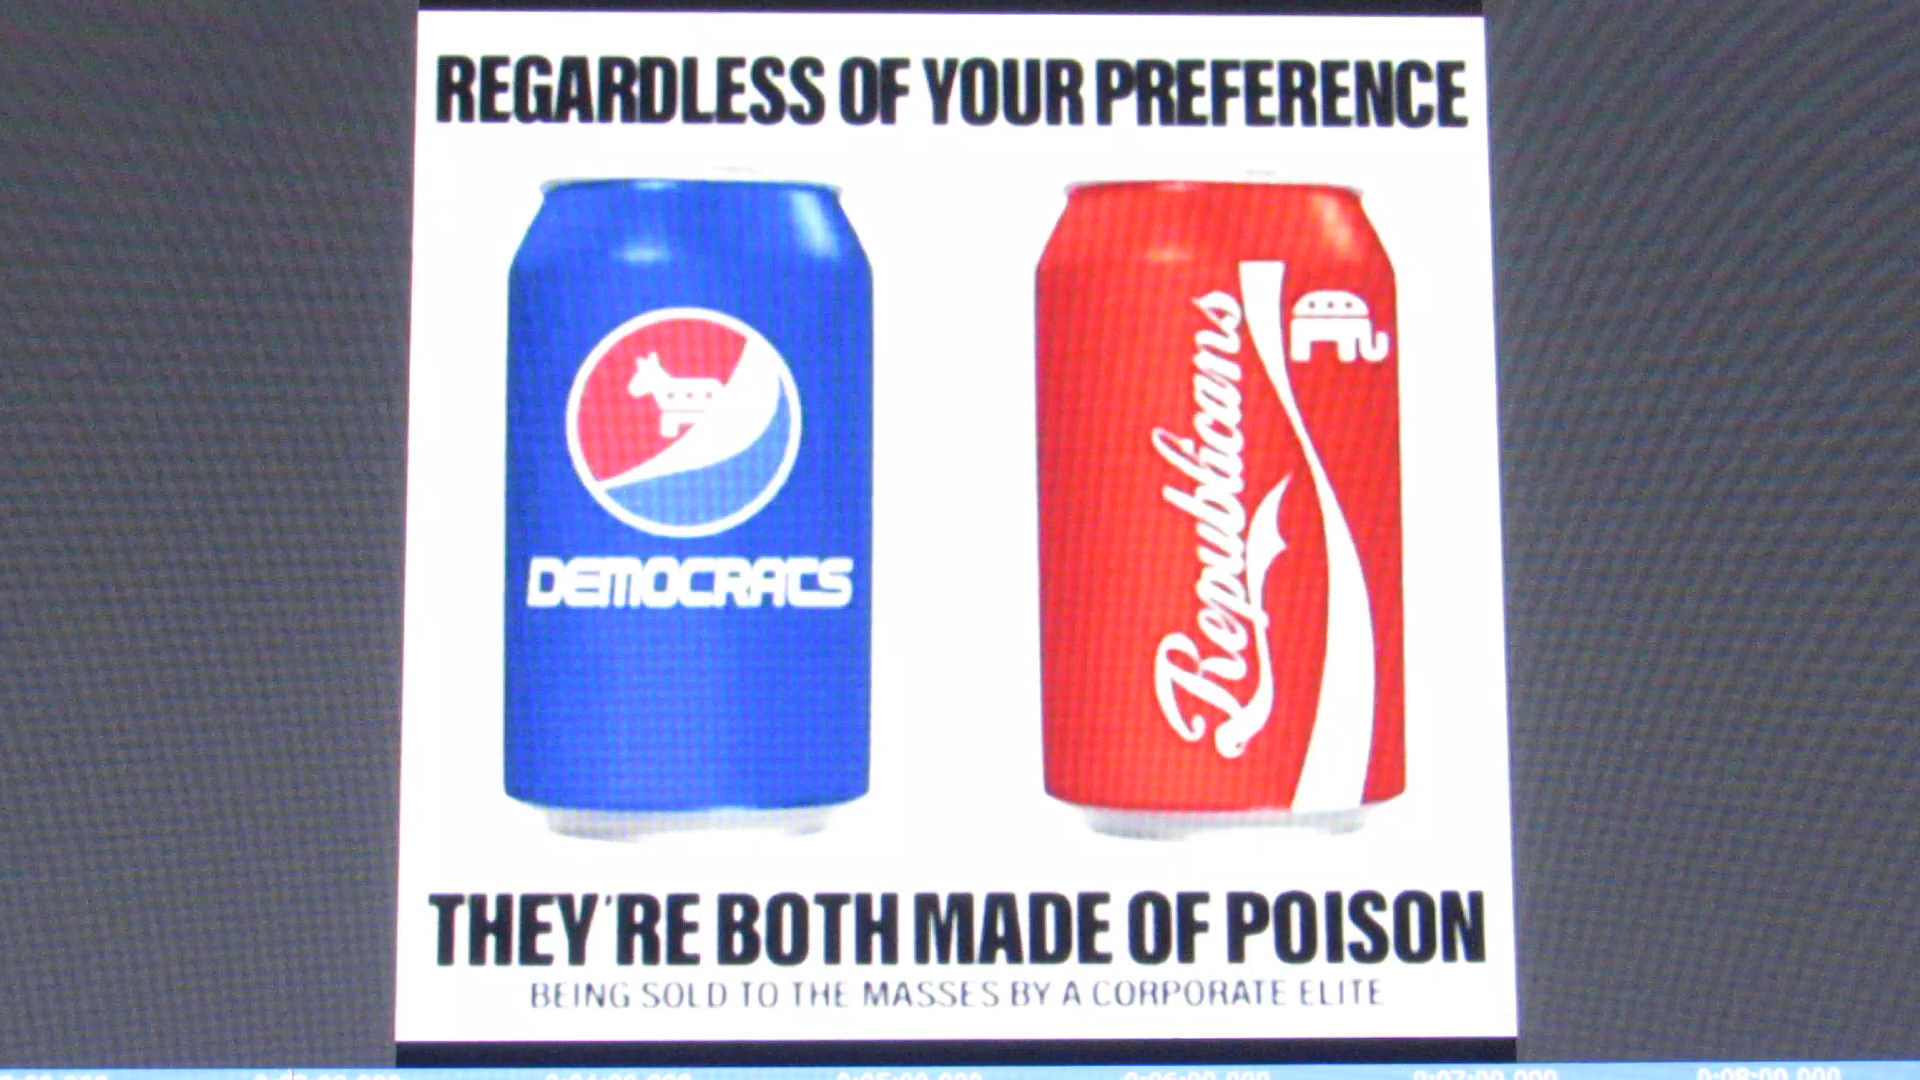 REGARDLESS OF YOUR PREFERENCE
DEMOCRATS
Republicans
THEY'RE BOTH MADE OF POISON
BEING SOLD TO THE MASSES BY A CORPORATE ELITE